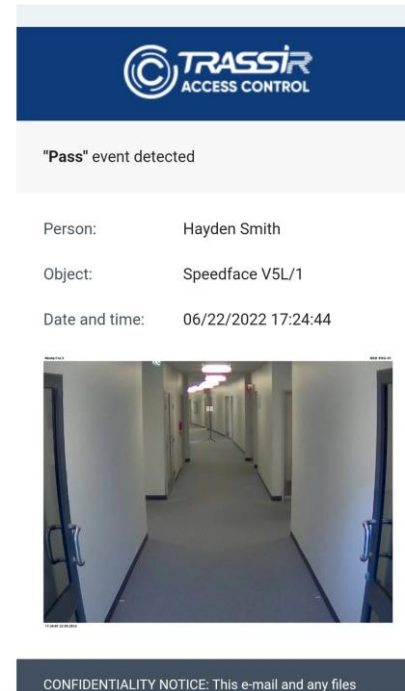 TRASSIR
ACCESS CONTROL
"Pass" event detected
Person: Hayden Smith
Object: Speedface V5L/1
Date and time: 06/22/2022 17:24:44
CONFIDENTIALITY NOTICE: This e-mail and any files